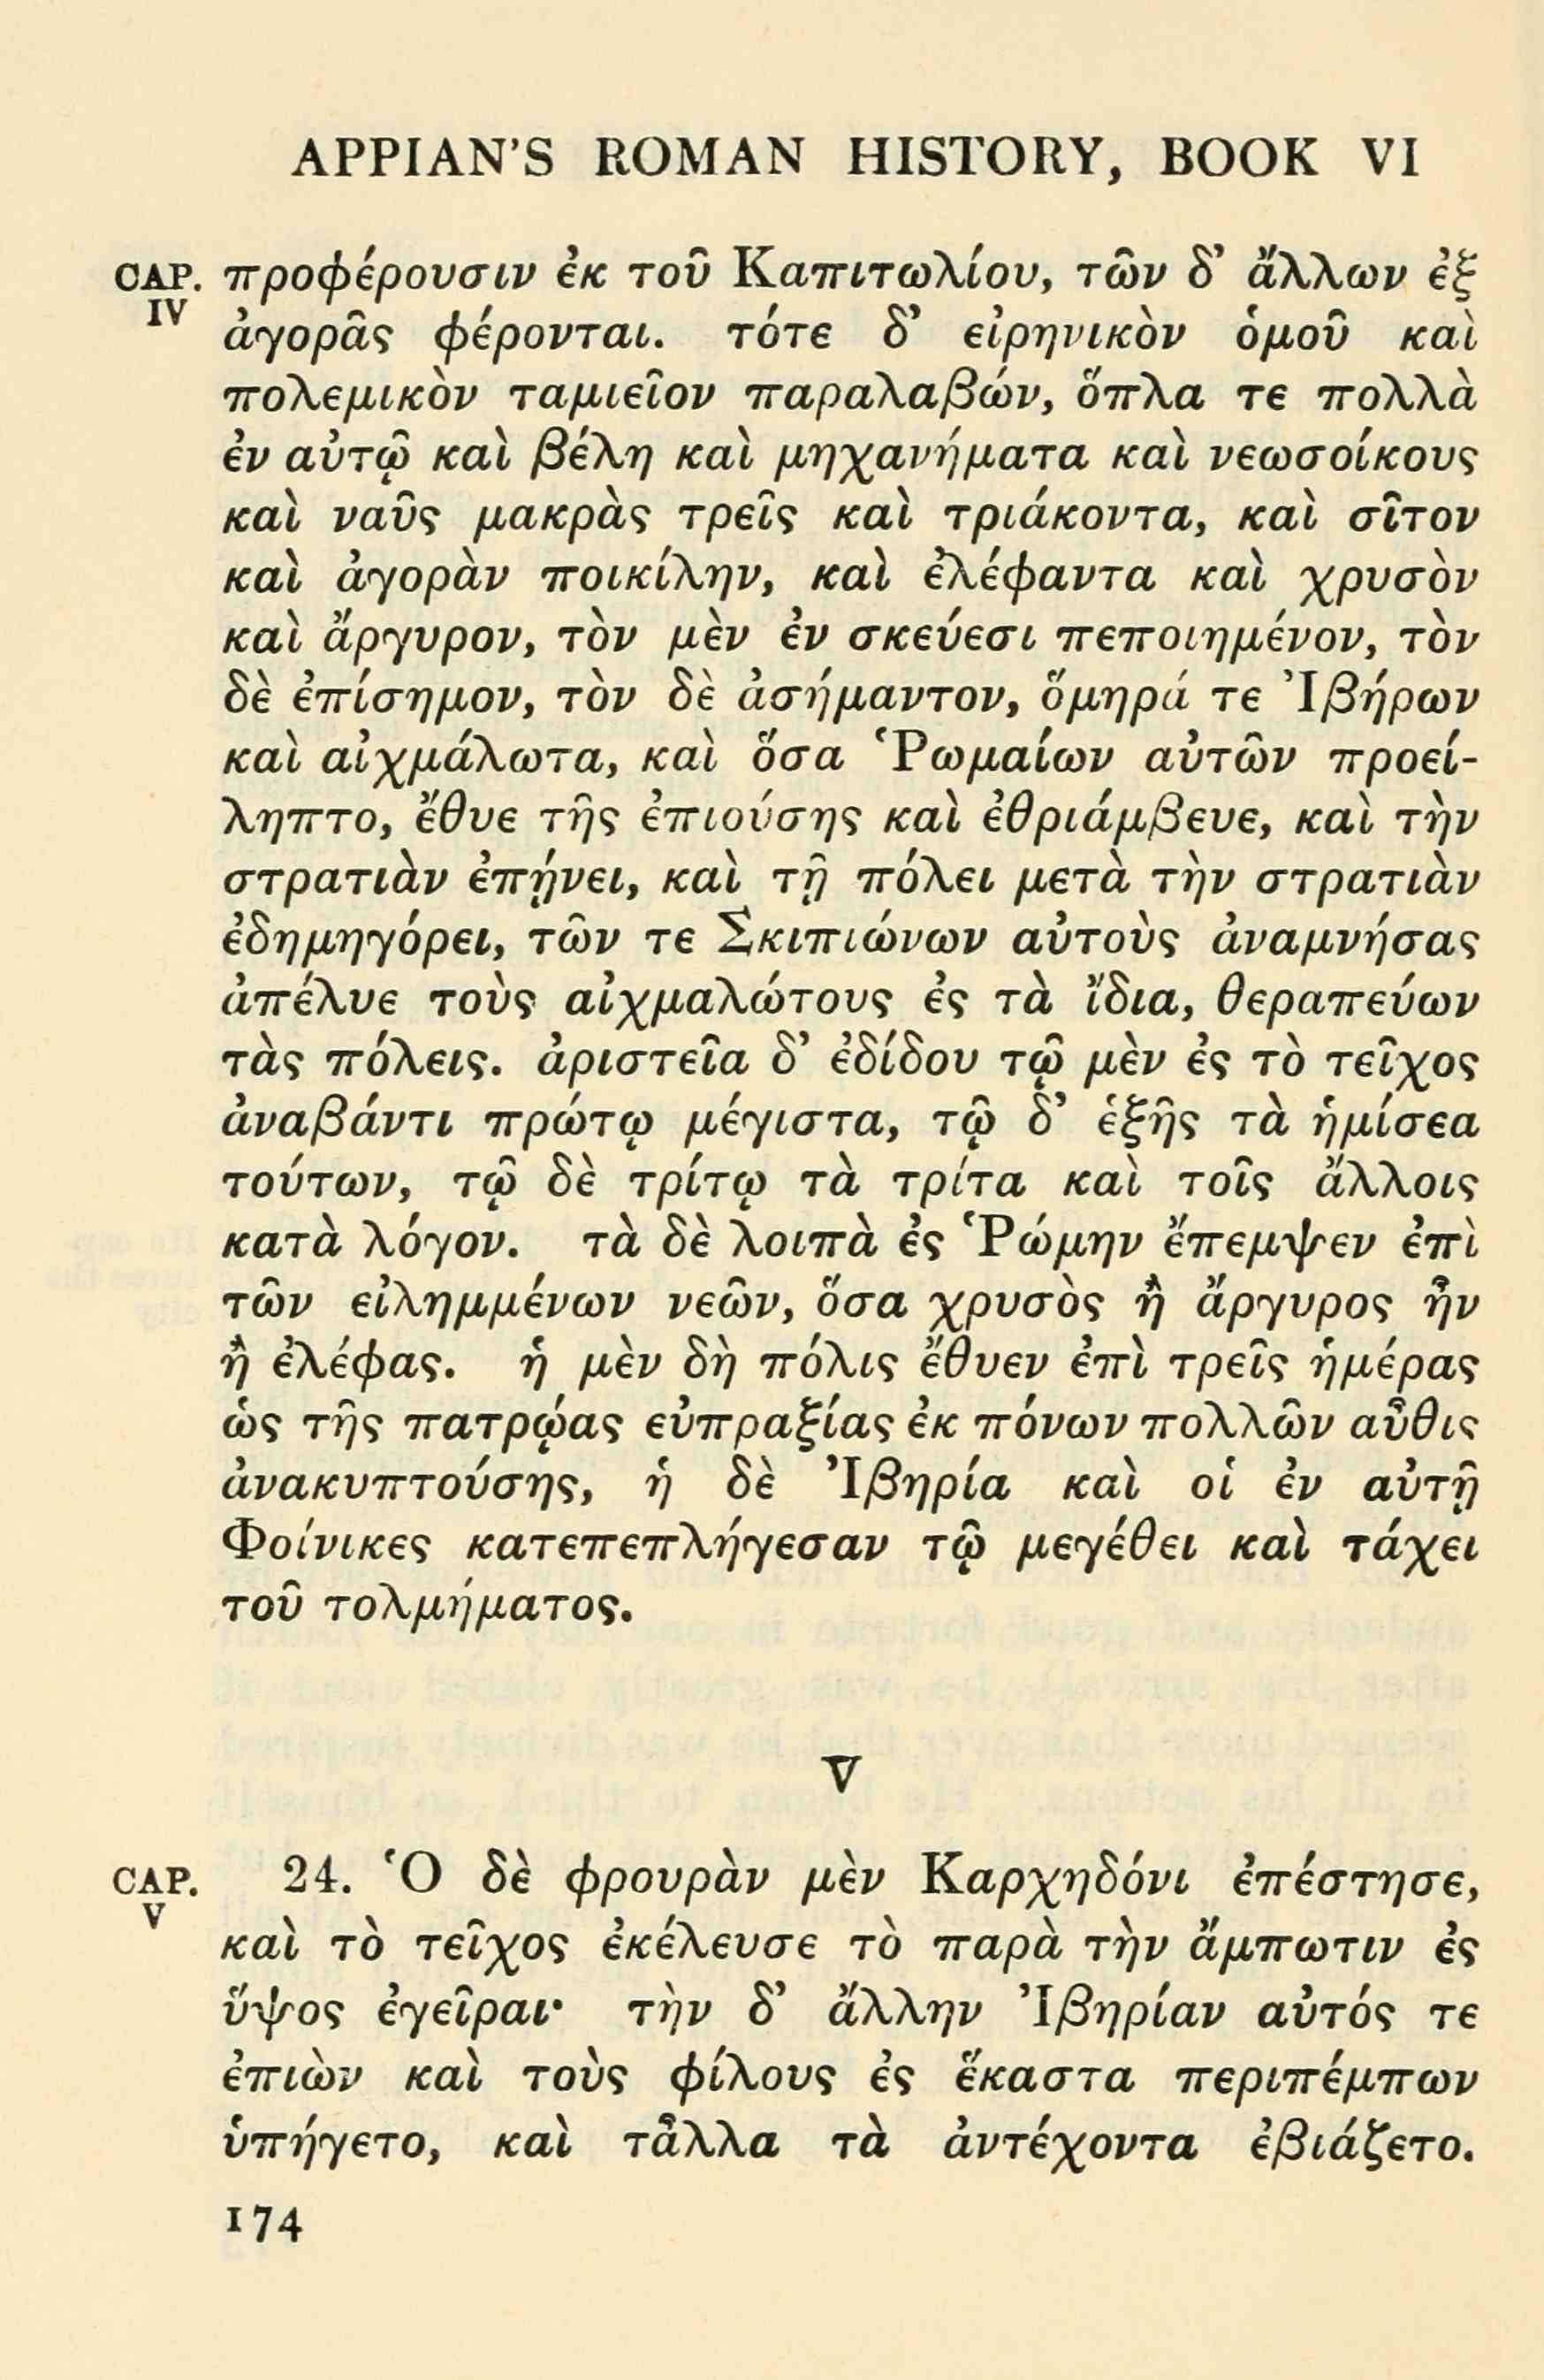 APPIAN'S ROMAN HISTORY, BOOK VI
CAP. IV
προφέρουσιν ἐκ τοῦ Καπιτωλίου, τῶν δ' ἄλλων ἐξ
ἀγορᾶς φέρονται. τότε δ' εἰρηνικὸν ὁμοῦ καὶ
πολεμικὸν ταμιεῖον παραλαβών, ὅπλα τε πολλὰ
ἐν αὐτῷ καὶ βέλη καὶ μηχανήματα καὶ νεωσοίκους
καὶ ναῦς μακρὰς τρεῖς καὶ τριάκοντα, καὶ σῖτον
καὶ ἀγορὰν ποικίλην, καὶ ἐλέφαντα καὶ χρυσὸν
καὶ ἄργυρον, τὸν μὲν ἐν σκεύεσι πεποιημένον, τὸν
δὲ ἐπίσημον, τὸν δὲ ἀσήμαντον, ὅμηρά τε Ἰβήρων
καὶ αἰχμάλωτα, καὶ ὅσα Ῥωμαίων αὐτῶν προεί-
ληπτο, ἔθυε τῆς ἐπιούσης καὶ ἐθριάμβευε, καὶ τὴν
στρατιὰν ἐπῄνει, καὶ τῇ πόλει μετὰ τὴν στρατιὰν
ἐδημηγόρει, τῶν τε Σκιπιώνων αὐτοὺς ἀναμνήσας
ἀπέλυε τοὺς αἰχμαλώτους ἐς τὰ ἴδια, θεραπεύων
τὰς πόλεις. ἀριστεῖα δ' ἐδίδου τῷ μὲν ἐς τὸ τεῖχος
ἀναβάντι πρώτῳ μέγιστα, τῷ δ' ἑξῆς τὰ ἡμίσεα
τούτων, τῷ δὲ τρίτῳ τὰ τρίτα καὶ τοῖς ἄλλοις
κατὰ λόγον. τὰ δὲ λοιπὰ ἐς Ῥώμην ἔπεμψεν ἐπὶ
τῶν εἰλημμένων νεῶν, ὅσα χρυσὸς ἢ ἄργυρος ἦν
ἢ ἐλέφας. ἡ μὲν δὴ πόλις ἔθυεν ἐπὶ τρεῖς ἡμέρας
ὡς τῆς πατρῴας εὐπραξίας ἐκ πόνων πολλῶν αὖθις
ἀνακυπτούσης, ἡ δὲ Ἰβηρία καὶ οἱ ἐν αὐτῇ
Φοίνικες κατεπεπλήγεσαν τῷ μεγέθει καὶ τάχει
τοῦ τολμήματος.
V
CAP. V
24. Ὁ δὲ φρουρὰν μὲν Καρχηδόνι ἐπέστησε,
καὶ τὸ τεῖχος ἐκέλευσε τὸ παρὰ τὴν ἄμπωτιν ἐς
ὕψος ἐγεῖραι· τὴν δ' ἄλλην Ἰβηρίαν αὐτός τε
ἐπιὼν καὶ τοὺς φίλους ἐς ἕκαστα περιπέμπων
ὑπήγετο, καὶ τἆλλα τὰ ἀντέχοντα ἐβιάζετο.
174